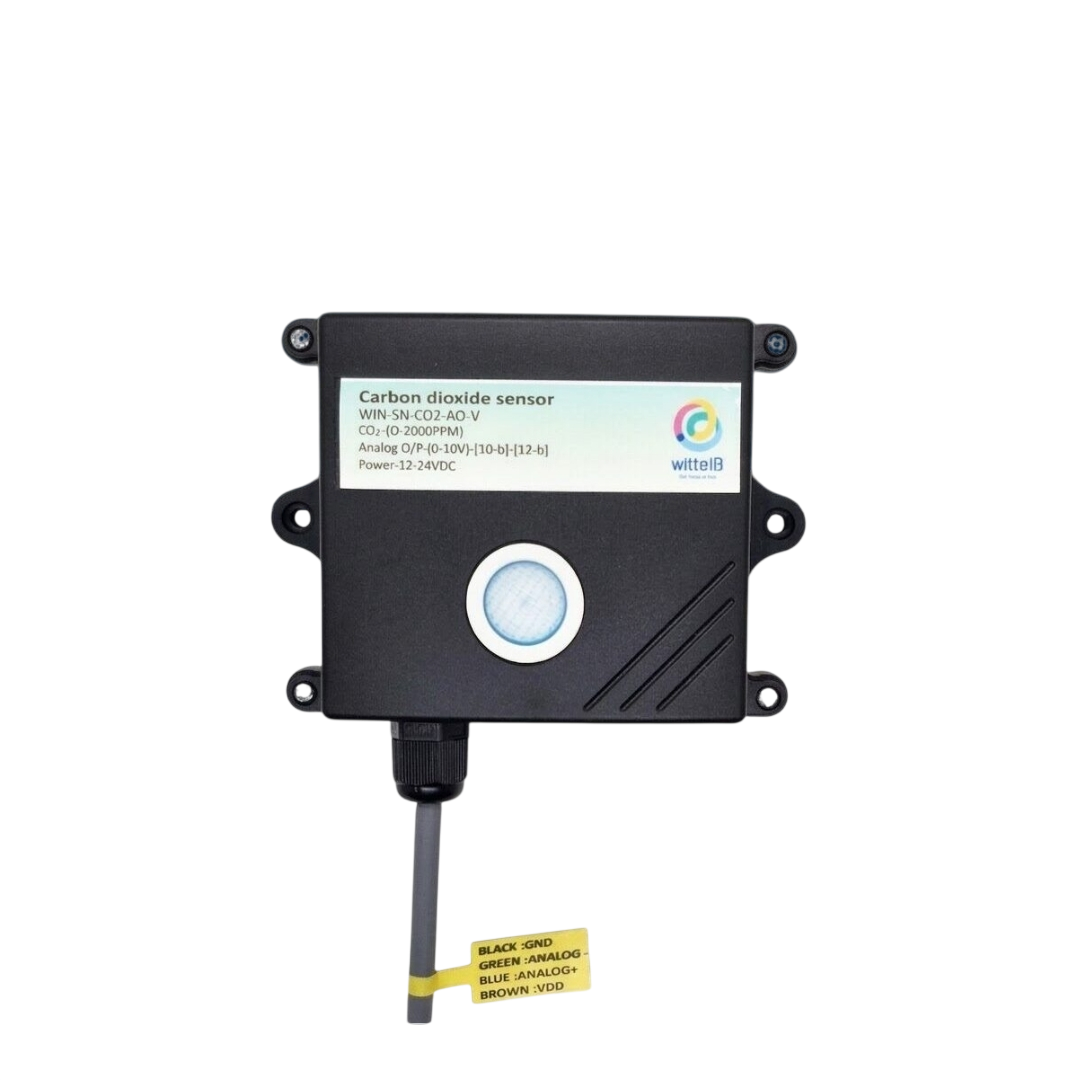 Carbon dioxide sensor
WIN-SN-CO2-AO-V
CO₂-(O-2000PPM)
Analog O/P-(0-10V)-[10-b]-[12-b]
Power-12-24VDC
wittelB
BLACK :GND
GREEN :ANALOG -
BLUE :ANALOG+
BROWN :VDD